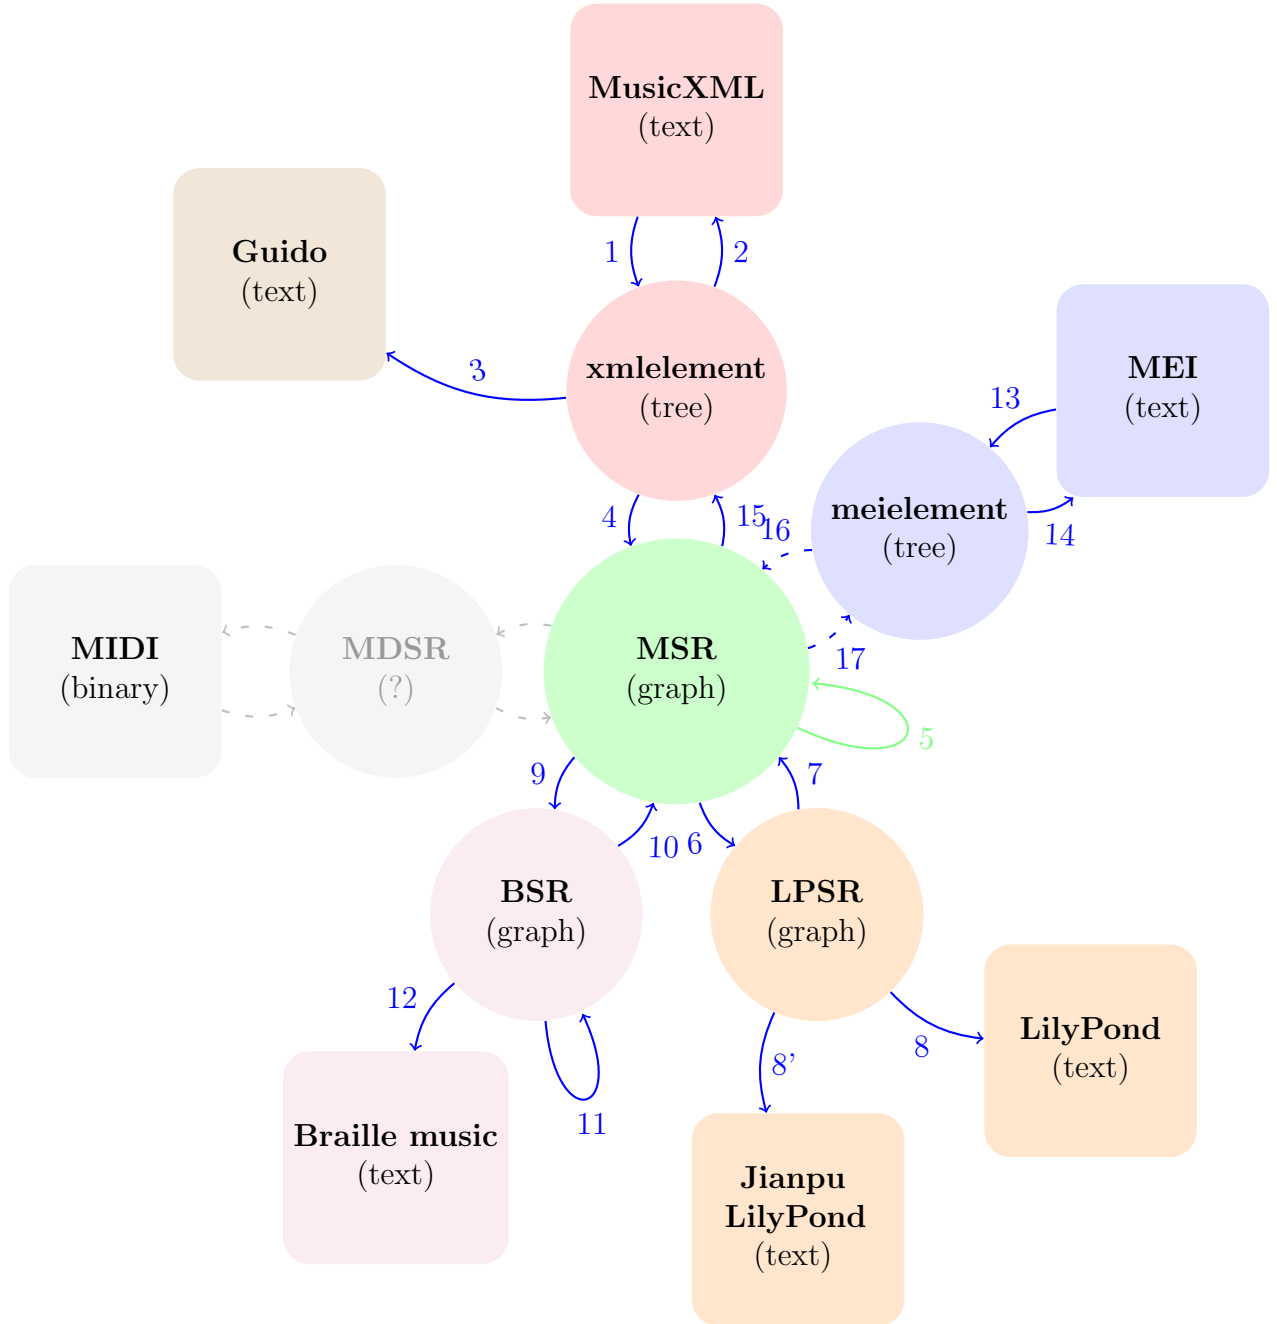 MusicXML
(text)
Guido
(text)
1
2
xmlelement
(tree)
3
MEI
(text)
13
meielement
(tree)
14
4
15
16
MIDI
(binary)
MDSR
(?)
MSR
(graph)
17
5
9
7
10
6
BSR
(graph)
LPSR
(graph)
12
11
8
8’
LilyPond
(text)
Braille music
(text)
Jianpu
LilyPond
(text)